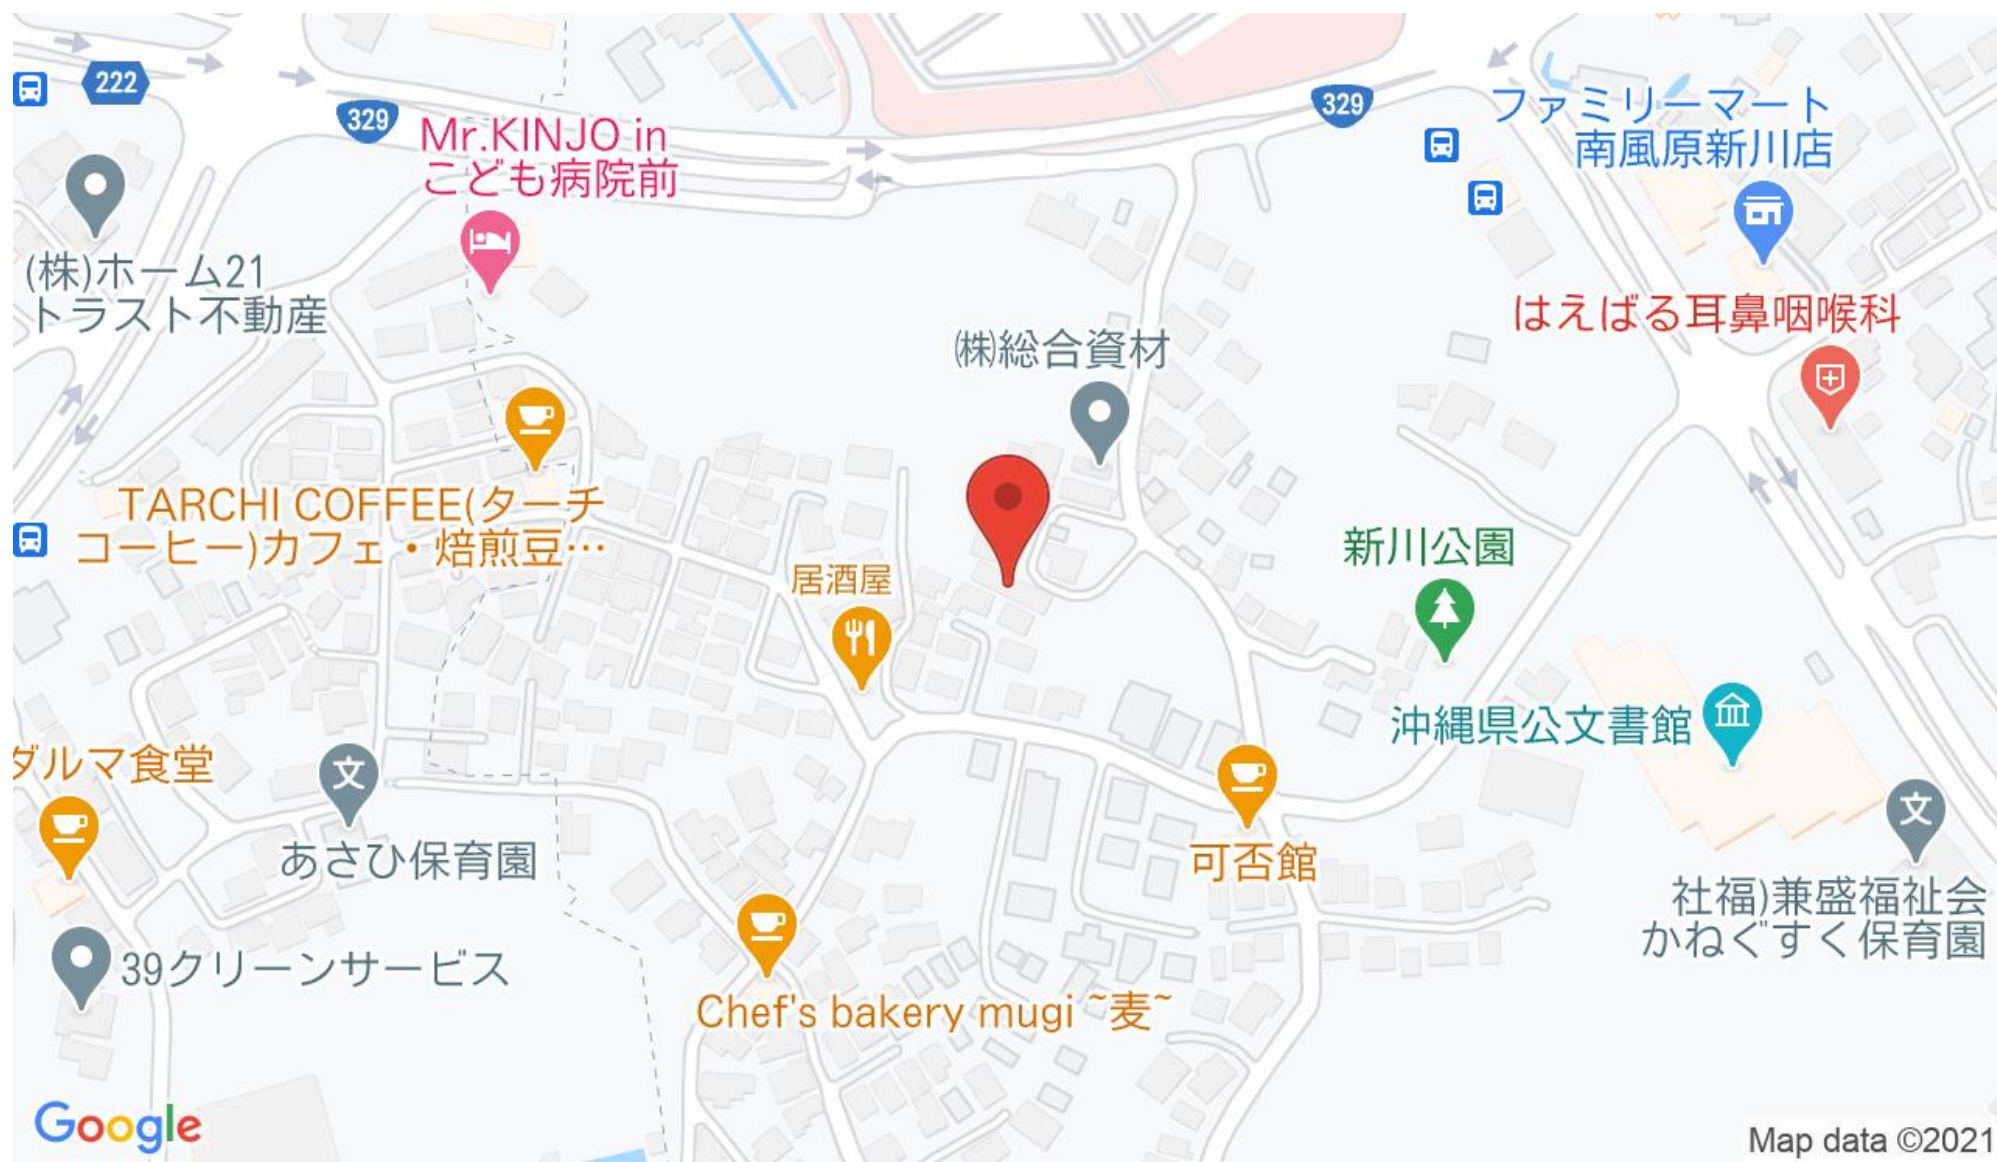 222
329
329
Mr.KINJO in
こども病院前
ファミリーマート
南風原新川店
(株)ホーム21
トラスト不動産
はえばる耳鼻咽喉科
㈱総合資材
TARCHI COFFEE(ターチ
コーヒー)カフェ・焙煎豆…
新川公園
居酒屋
沖縄県公文書館
ダルマ食堂
あさひ保育園
文
文
可否館
社福)兼盛福祉会
かねぐすく保育園
39クリーンサービス
Chef's bakery mugi ~麦~
Google
Map data ©2021